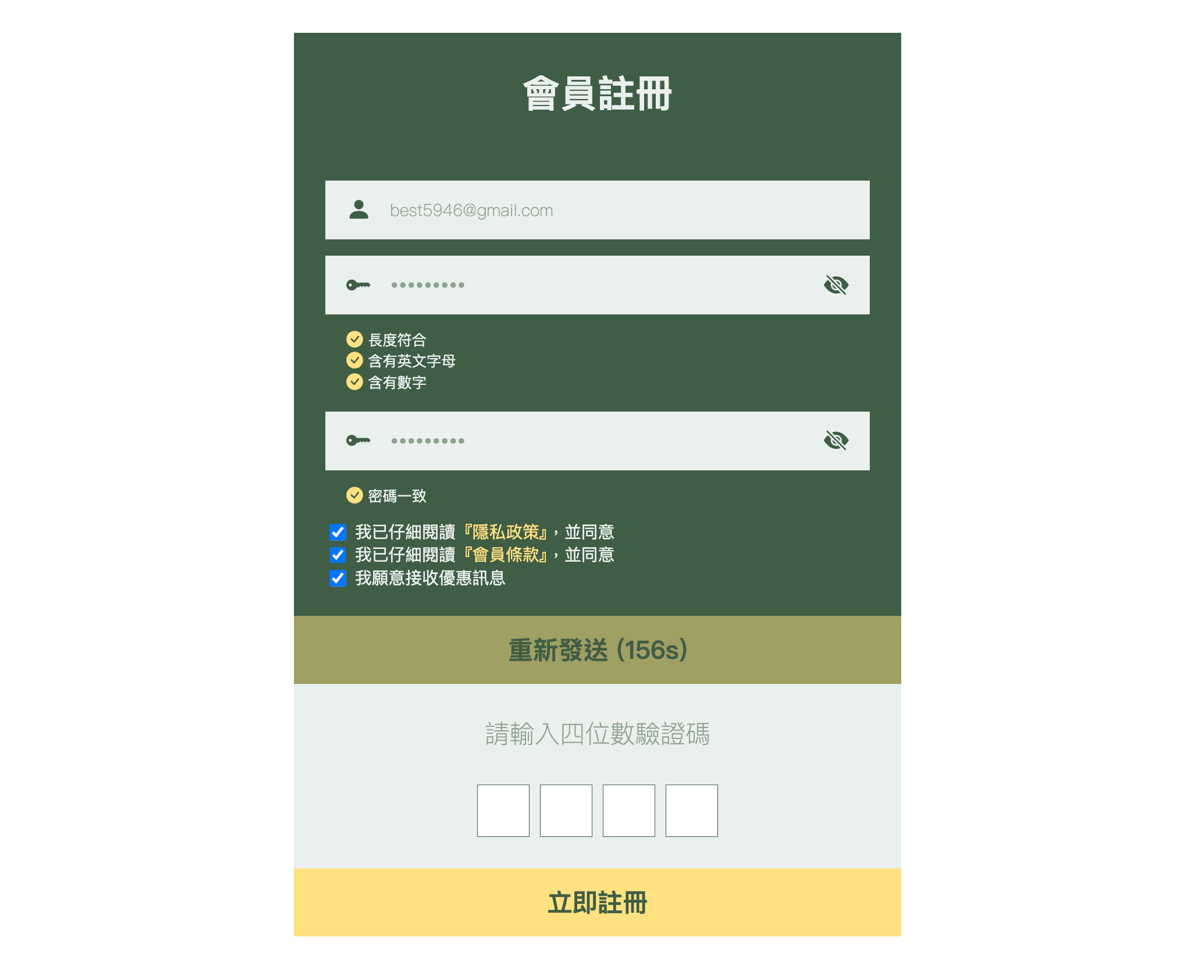 會員註冊
best5946@gmail.com
•••••••••
長度符合
含有英文字母
含有數字
•••••••••
密碼一致
我已仔細閱讀『隱私政策』，並同意
我已仔細閱讀『會員條款』，並同意
我願意接收優惠訊息
重新發送 (156s)
請輸入四位數驗證碼
立即註冊